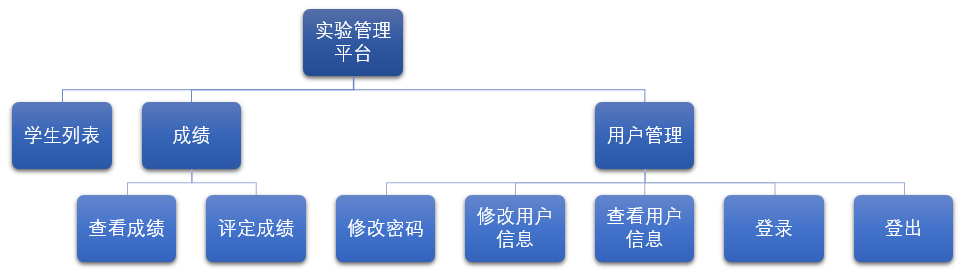 实验管理
平台
学生列表
成绩
用户管理
查看成绩
评定成绩
修改密码
修改用户
信息
查看用户
信息
登录
登出